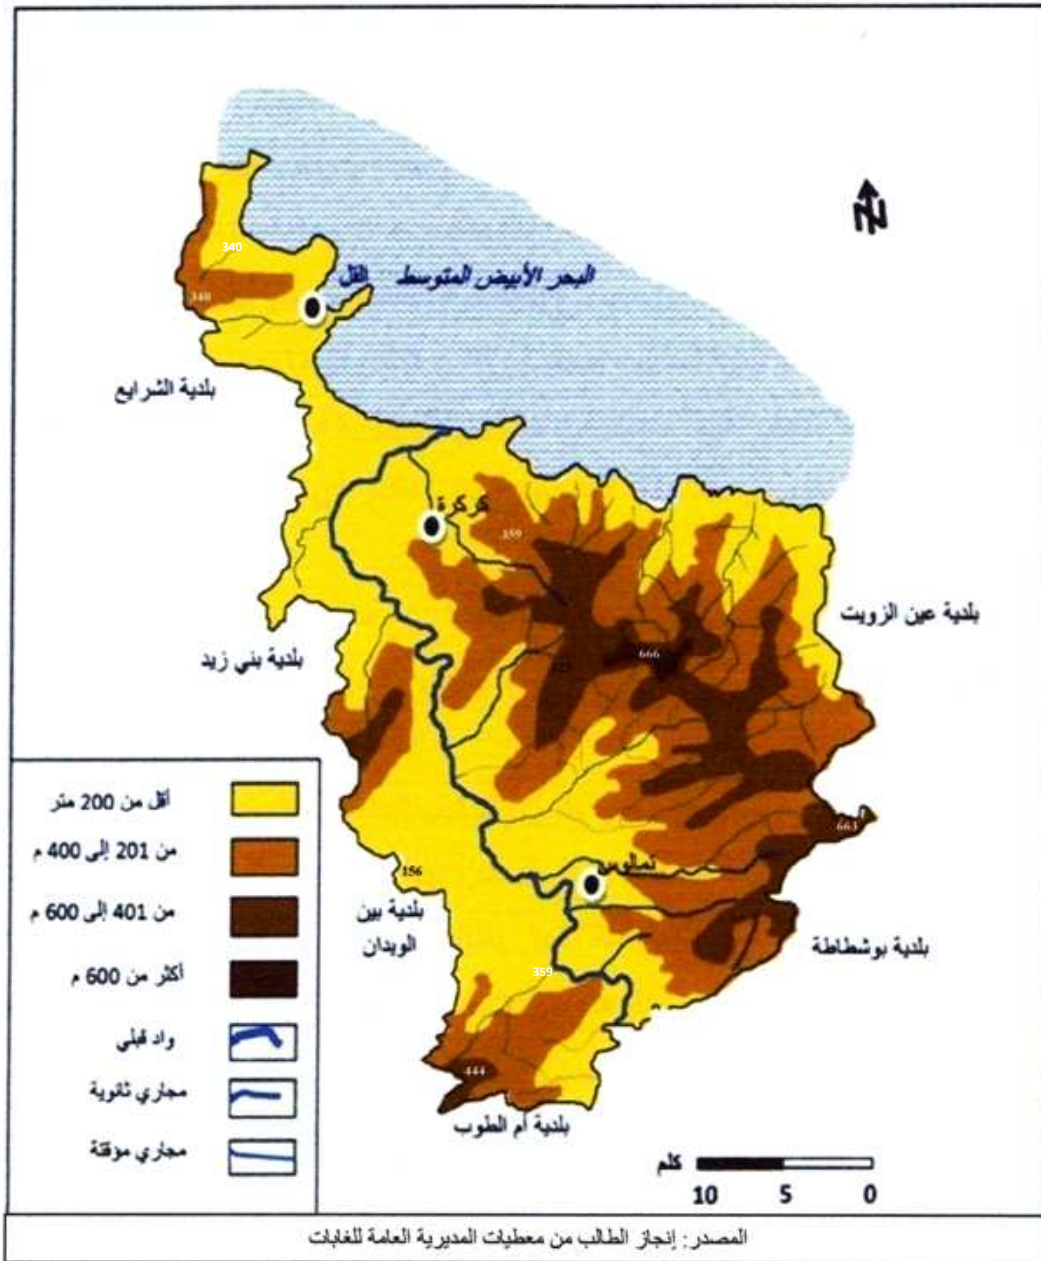 340
القل
البحر الأبيض المتوسط
340
بلدية الشرايع
كركرة
359
بلدية عين الزويت
666
بلدية بني زيد
663
تمالوس
156
بلدية بين
الويدان
بلدية بوشطاطة
359
444
بلدية أم الطوب
أقل من 200 متر
من 201 إلى 400 م
من 401 إلى 600 م
أكثر من 600 م
واد قبلي
مجاري ثانوية
مجاري مؤقتة
كلم
10 5 0
المصدر: إنجاز الطالب من معطيات المديرية العامة للغابات